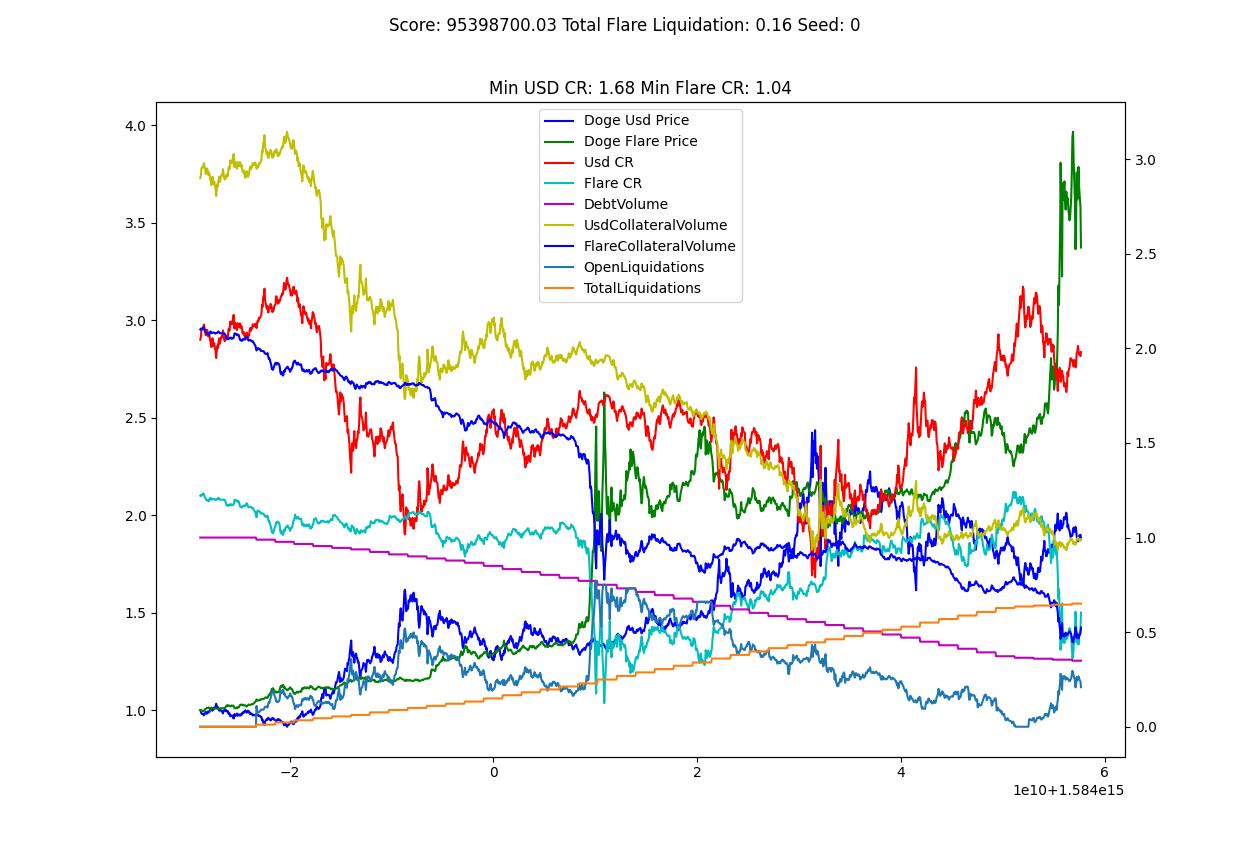 Score: 95398700.03 Total Flare Liquidation: 0.16 Seed: 0
Min USD CR: 1.68 Min Flare CR: 1.04
Doge Usd Price
Doge Flare Price
Usd CR
Flare CR
DebtVolume
UsdCollateralVolume
FlareCollateralVolume
OpenLiquidations
TotalLiquidations
4.0
3.5
3.0
2.5
2.0
1.5
1.0
3.0
2.5
2.0
1.5
1.0
0.5
0.0
−2
0
2
4
6
1e10+1.584e15